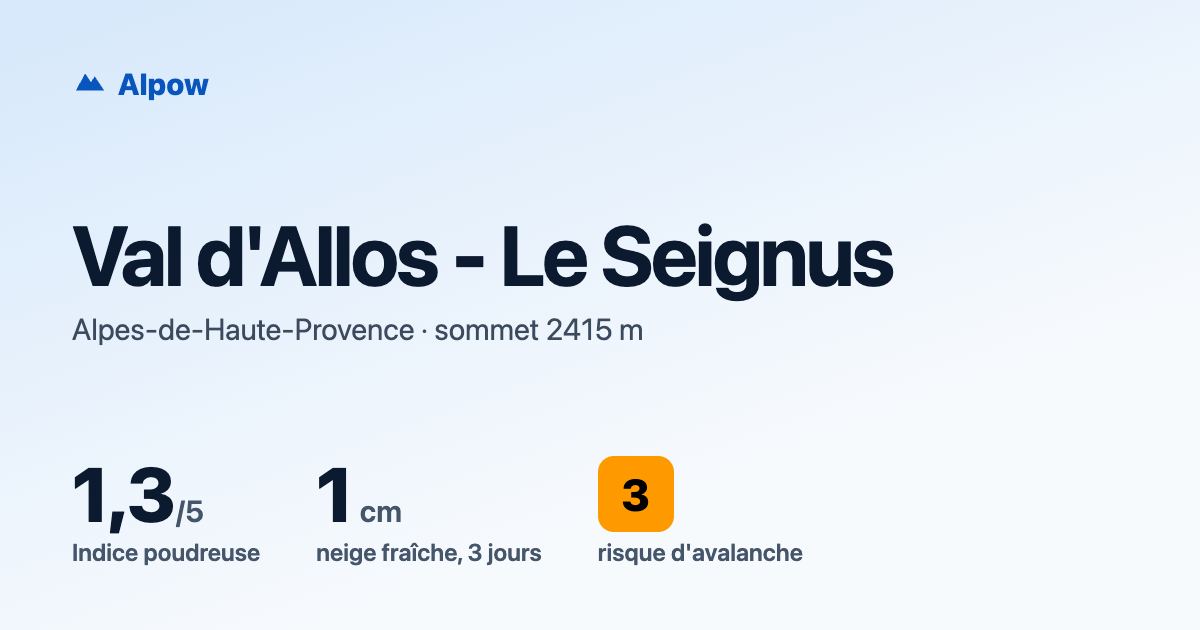 Alpow
Val d'Allos - Le Seignus
Alpes-de-Haute-Provence · sommet 2415 m
1,3/5
Indice poudreuse
1 cm
neige fraîche, 3 jours
3
risque d'avalanche